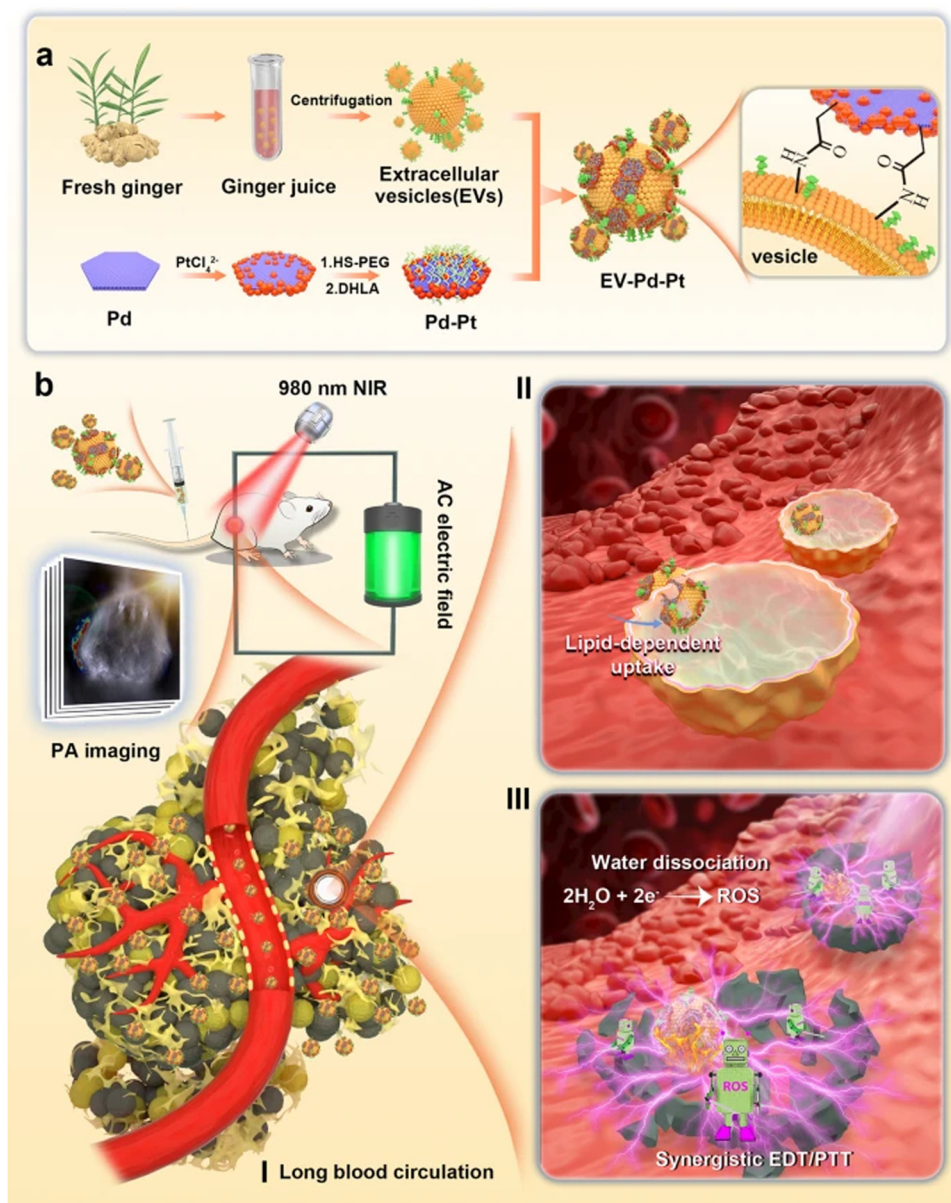 a
Centrifugation
Fresh ginger
Ginger juice
Extracellular
vesicles(EVs)
PtCl₄²⁻
1.HS-PEG
2.DHLA
Pd
Pd-Pt
EV-Pd-Pt
H
N
O
O
N
H
vesicle
b
980 nm NIR
AC electric field
PA imaging
I Long blood circulation
II
Lipid-dependent
uptake
III
Water dissociation
2H₂O + 2e⁻ → ROS
ROS
Synergistic EDT/PTT